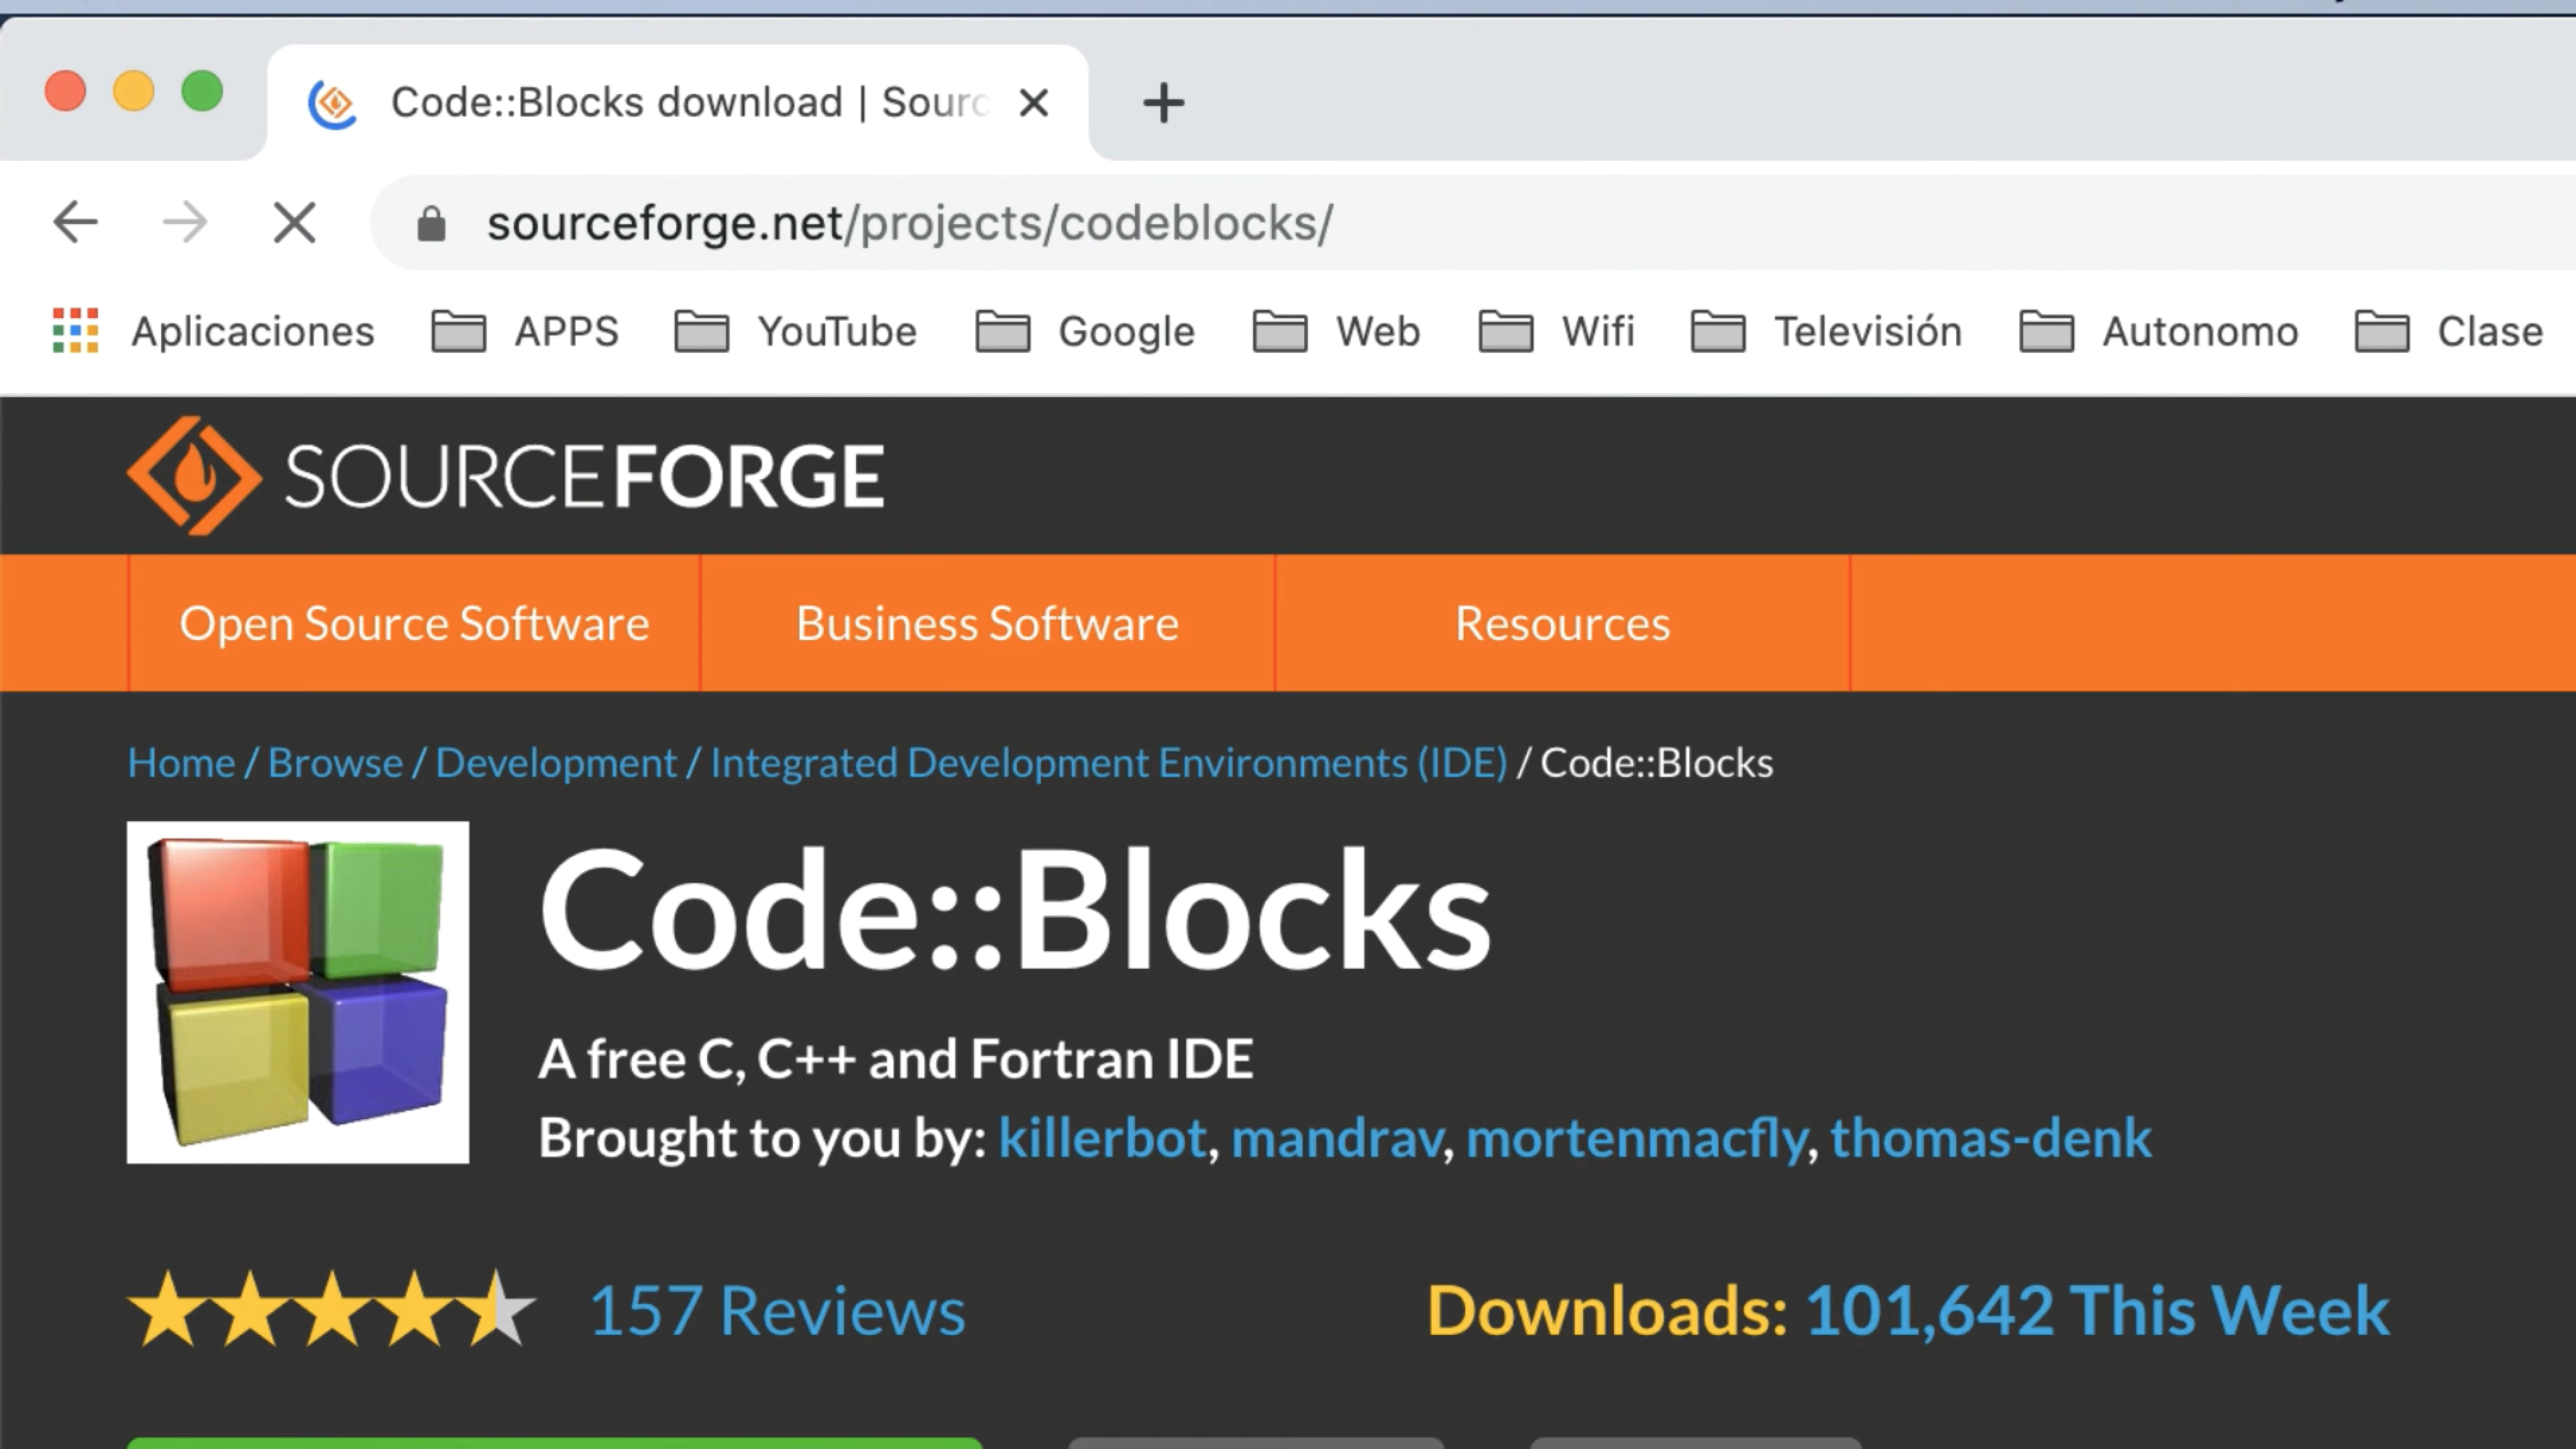 Code::Blocks download | Sourc
sourceforge.net/projects/codeblocks/
Aplicaciones APPS YouTube Google Web Wifi Televisión Autonomo Clase
SOURCEFORGE
Open Source Software Business Software Resources
Home / Browse / Development / Integrated Development Environments (IDE) / Code::Blocks
Code::Blocks
A free C, C++ and Fortran IDE
Brought to you by: killerbot, mandrav, mortenmacfly, thomas-denk
157 Reviews Downloads: 101,642 This Week